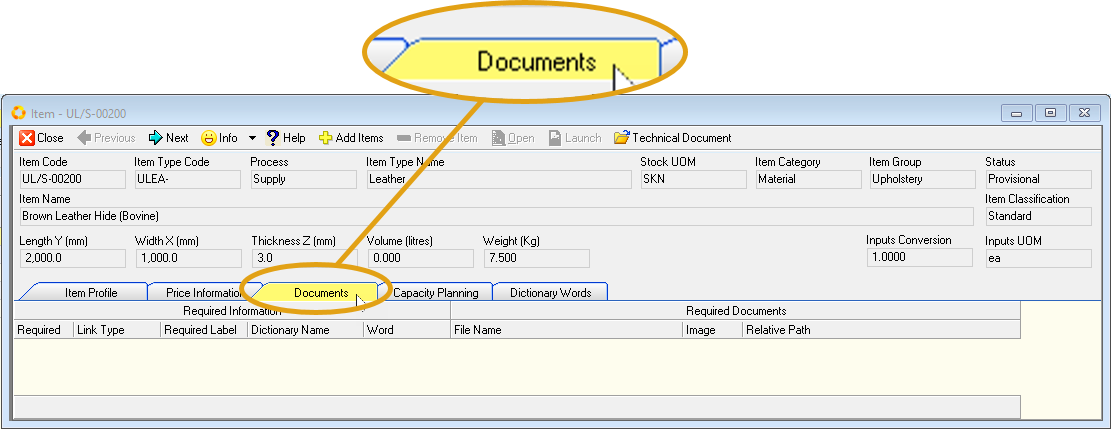 Documents
Item - UL/S-00200
Close Previous Next Info Help Add Items Remove Item Open Launch Technical Document
Item Code Item Type Code Process Item Type Name Stock UOM Item Category Item Group Status
UL/S-00200 ULEA- Supply Leather SKN Material Upholstery Provisional
Item Name Item Classification
Brown Leather Hide (Bovine) Standard
Length Y (mm) Width X (mm) Thickness Z (mm) Volume (litres) Weight (Kg) Inputs Conversion Inputs UOM
2,000.0 1,000.0 3.0 0.000 7.500 1.0000 ea
Item Profile Price Information Documents Capacity Planning Dictionary Words
Required Information Required Documents
Required Link Type Required Label Dictionary Name Word File Name Image Relative Path